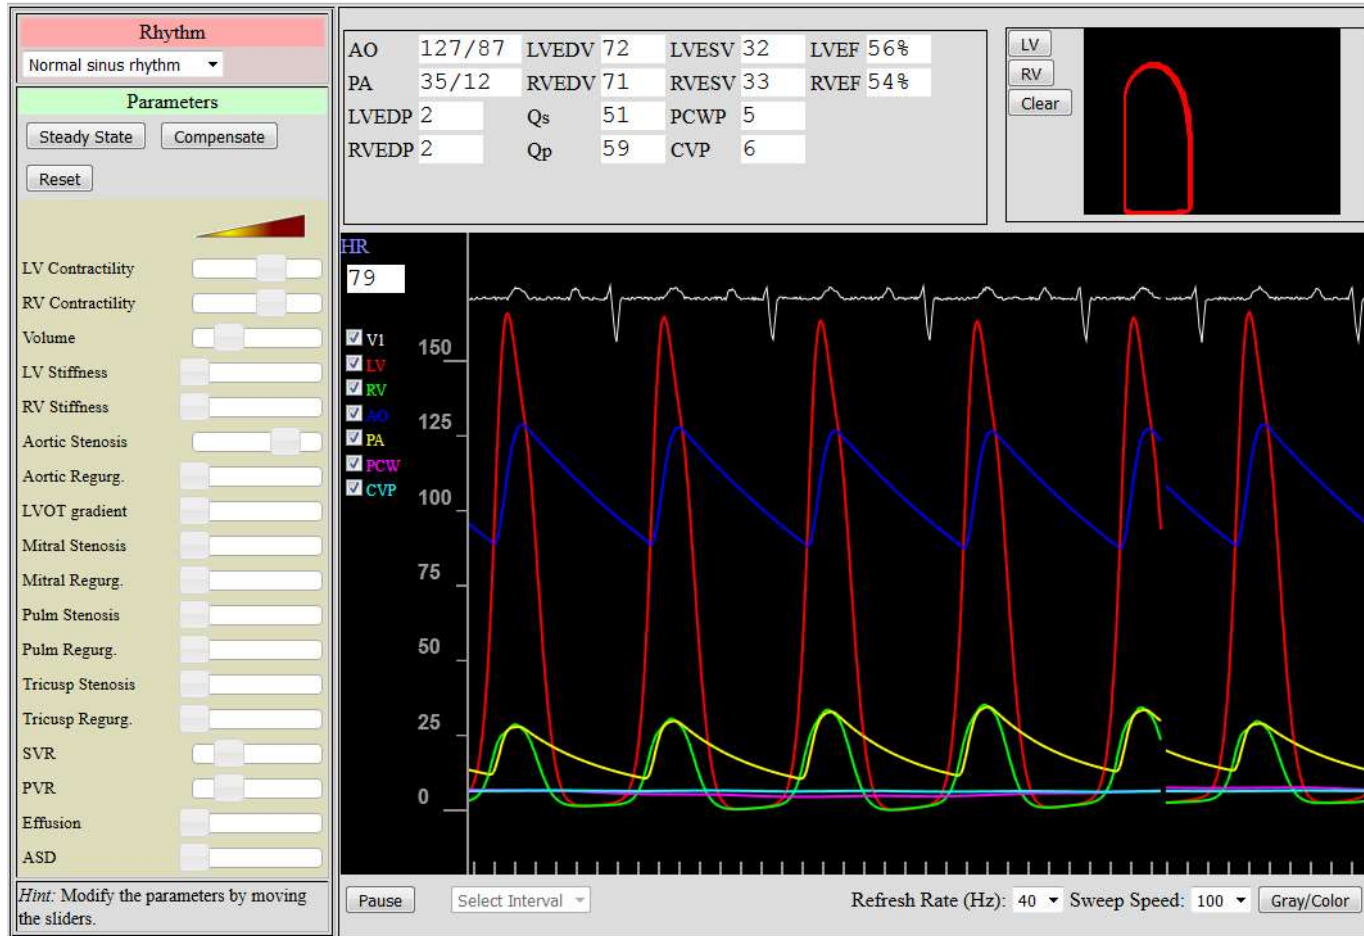 Rhythm
Normal sinus rhythm
Parameters
Steady State Compensate
Reset
LV Contractility
RV Contractility
Volume
LV Stiffness
RV Stiffness
Aortic Stenosis
Aortic Regurg.
LVOT gradient
Mitral Stenosis
Mitral Regurg.
Pulm Stenosis
Pulm Regurg.
Tricusp Stenosis
Tricusp Regurg.
SVR
PVR
Effusion
ASD
Hint: Modify the parameters by moving
the sliders.
AO 127/87 LVEDV 72 LVESV 32 LVEF 56%
PA 35/12 RVEDV 71 RVESV 33 RVEF 54%
LVEDP 2 Qs 51 PCWP 5
RVEDP 2 Qp 59 CVP 6
LV
RV
Clear
HR
79
V1
LV
RV
AO
PA
PCW
CVP
150
125
100
75
50
25
0
Pause Select Interval Refresh Rate (Hz): 40 Sweep Speed: 100 Gray/Color